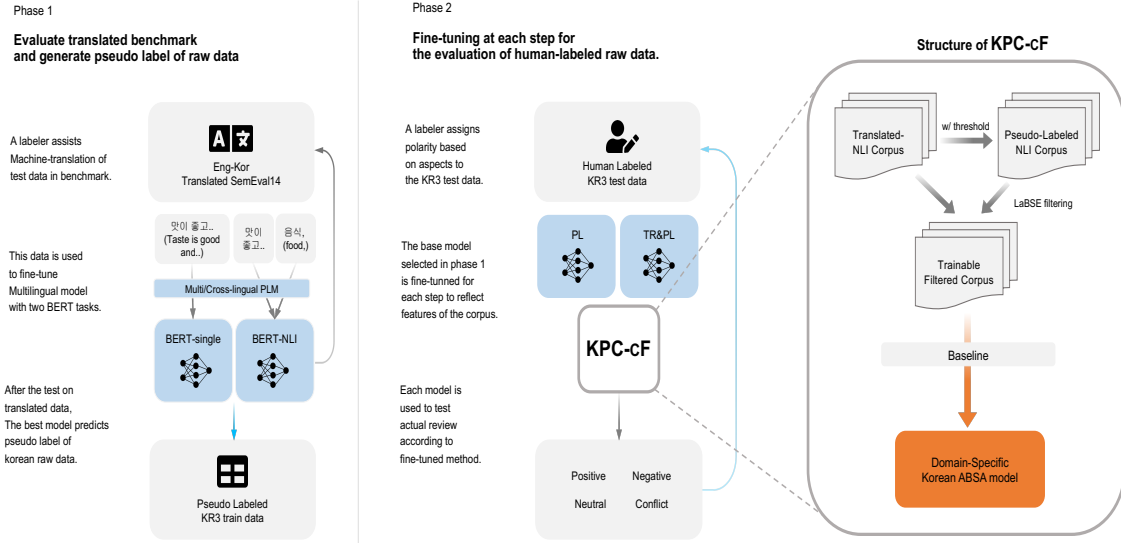 Phase 1
Evaluate translated benchmark
and generate pseudo label of raw data
A labeler assists
Machine-translation of
test data in benchmark.
Eng-Kor
Translated SemEval14
맛이 좋고..
(Taste is good
and..)
맛이
좋고..
음식,
(food,)
This data is used
to fine-tune
Multilingual model
with two BERT tasks.
Multi/Cross-lingual PLM
BERT-single
BERT-NLI
After the test on
translated data,
The best model predicts
pseudo label of
korean raw data.
Pseudo Labeled
KR3 train data
Phase 2
Fine-tuning at each step for
the evaluation of human-labeled raw data.
A labeler assigns
polarity based
on aspects to
the KR3 test data.
Human Labeled
KR3 test data
The base model
selected in phase 1
is fine-tunned for
each step to reflect
features of the corpus.
PL
TR&PL
KPC-CF
Each model is
used to test
actual review
according to
fine-tuned method.
Positive
Negative
Neutral
Conflict
Structure of KPC-CF
Translated-
NLI Corpus
w/ threshold
Pseudo-Labeled
NLI Corpus
LaBSE filtering
Trainable
Filtered Corpus
Baseline
Domain-Specific
Korean ABSA model
A
文